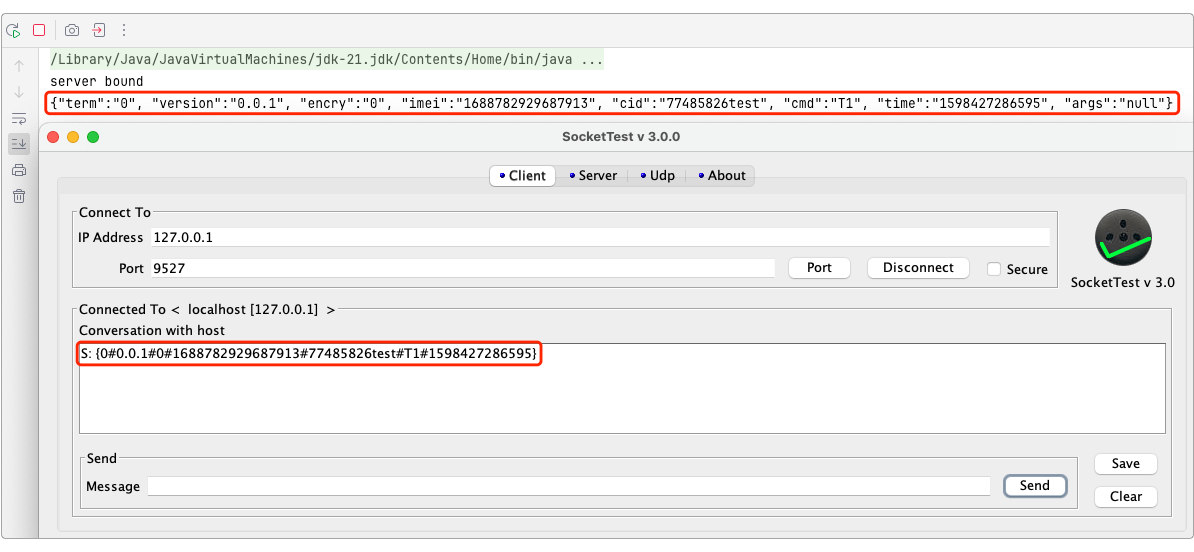 /Library/Java/JavaVirtualMachines/jdk-21.jdk/Contents/Home/bin/java ...
server bound
{"term":"0", "version":"0.0.1", "encry":"0", "imei":"1688782929687913", "cid":"77485826test", "cmd":"T1", "time":"1598427286595", "args":"null"}
SocketTest v 3.0.0
Client Server Udp About
Connect To
IP Address 127.0.0.1
Port 9527 Port Disconnect Secure
SocketTest v 3.0
Connected To < localhost [127.0.0.1] >
Conversation with host
S: {0#0.0.1#0#1688782929687913#77485826test#T1#1598427286595}
Send
Message Send
Save
Clear